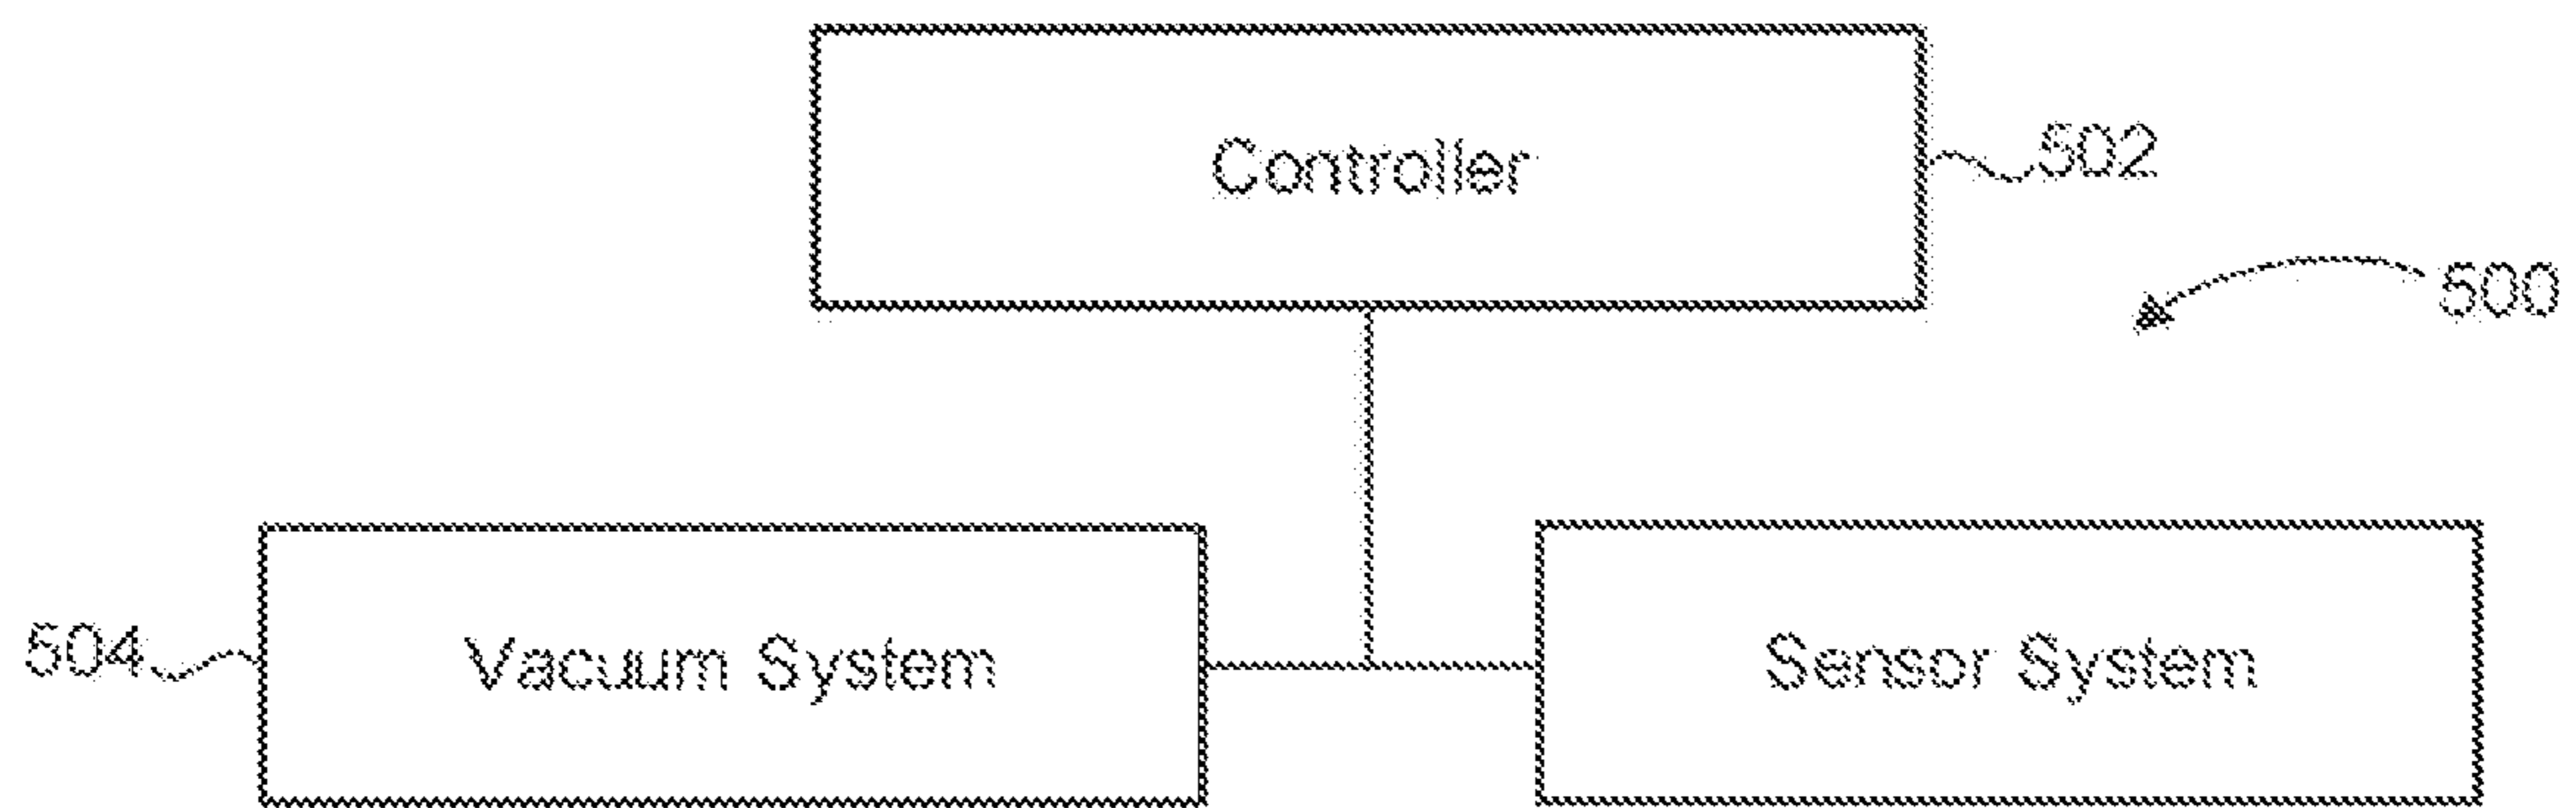 Controller
502
500
504
Vacuum System
Sensor System